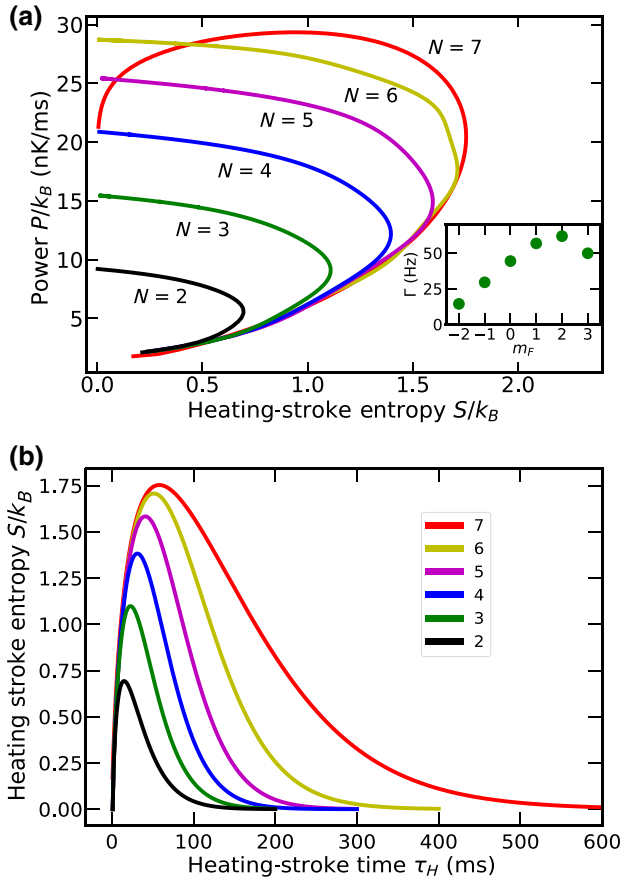 (a)
30
25
20
15
10
5
Power P/k_B (nK/ms)
N = 7
N = 6
N = 5
N = 4
N = 3
N = 2
Γ (Hz)
50
25
0
−2 −1 0 1 2 3
m_F
0.0 0.5 1.0 1.5 2.0
Heating-stroke entropy S/k_B
(b)
Heating stroke entropy S/k_B
1.75
1.50
1.25
1.00
0.75
0.50
0.25
0.00
7
6
5
4
3
2
0 100 200 300 400 500 600
Heating-stroke time τ_H (ms)